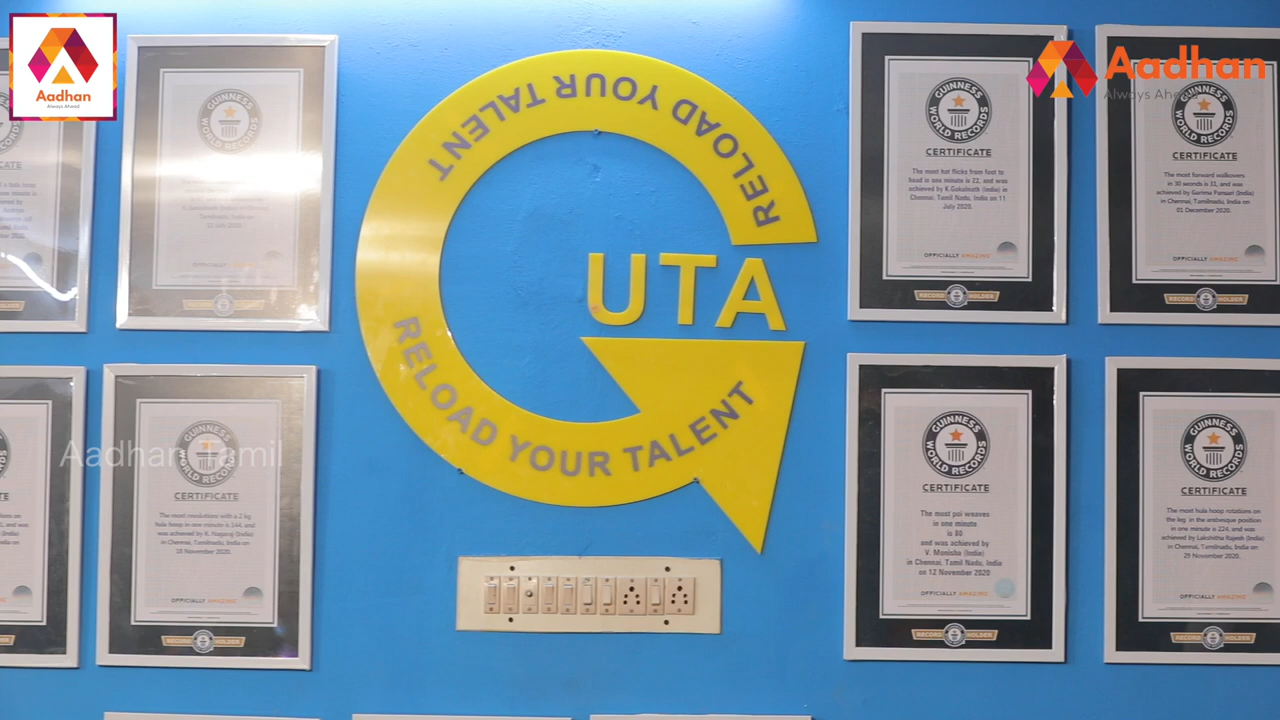 Aadhan
Always Ahead
Aadhan
Always Ahead
RELOAD YOUR TALENT
UTA
RELOAD YOUR TALENT
GUINNESS
WORLD RECORDS
GUINNESS
WORLD RECORDS
CERTIFICATE
The most hat flicks from foot to
head in one minute is 22, and was
achieved by K.Gokulnath (India) in
Chennai, Tamil Nadu, India on 11
July 2020.
OFFICIALLY AMAZING
RECORD HOLDER
GUINNESS
WORLD RECORDS
CERTIFICATE
The most forward walkovers
in 30 seconds is 31, and was
achieved by Garima Pansari (India)
in Chennai, Tamilnadu, India on
01 December 2020.
OFFICIALLY AMAZING
RECORD HOLDER
Aadhan Tamil
GUINNESS
WORLD RECORDS
CERTIFICATE
The most revolutions with a 2 kg
hula hoop in one minute is 144, and
was achieved by K. Nagaraj (India)
in Chennai, Tamilnadu, India on
18 November 2020.
OFFICIALLY AMAZING
RECORD HOLDER
GUINNESS
WORLD RECORDS
CERTIFICATE
The most poi weaves
in one minute
is 80
and was achieved by
V. Monisha (India)
in Chennai, Tamil Nadu, India
on 12 November 2020
OFFICIALLY AMAZING
RECORD HOLDER
GUINNESS
WORLD RECORDS
CERTIFICATE
The most hula hoop rotations on
the leg in the arabesque position
in one minute is 224, and was
achieved by Lakshitha Rajesh (India)
in Chennai, Tamilnadu, India on
29 November 2020.
OFFICIALLY AMAZING
RECORD HOLDER